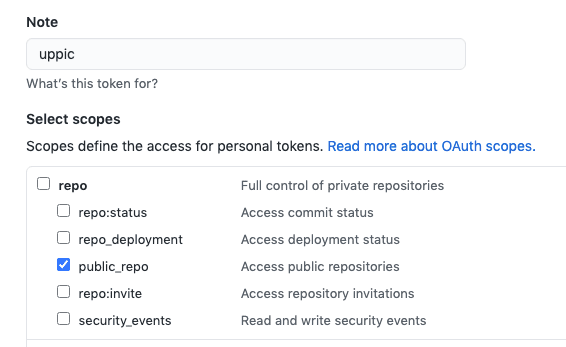 Note
uppic
What's this token for?
Select scopes
Scopes define the access for personal tokens. Read more about OAuth scopes.
repo Full control of private repositories
repo:status Access commit status
repo_deployment Access deployment status
public_repo Access public repositories
repo:invite Access repository invitations
security_events Read and write security events